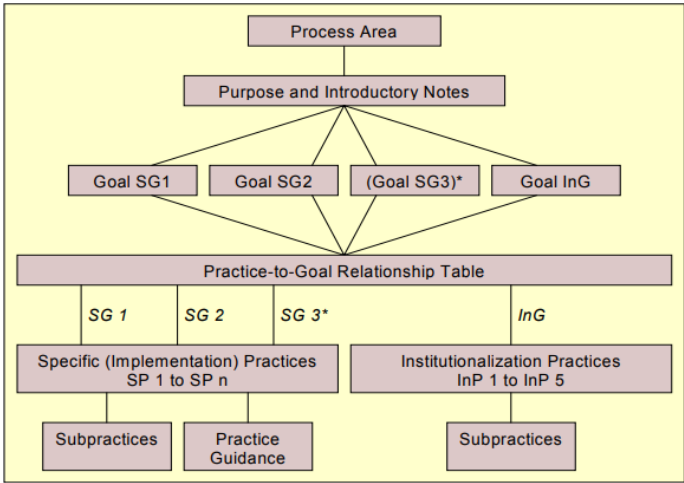 Process Area
Purpose and Introductory Notes
Goal SG1
Goal SG2
(Goal SG3)*
Goal InG
Practice-to-Goal Relationship Table
SG 1
SG 2
SG 3*
InG
Specific (Implementation) Practices
SP 1 to SP n
Institutionalization Practices
InP 1 to InP 5
Subpractices
Practice
Guidance
Subpractices